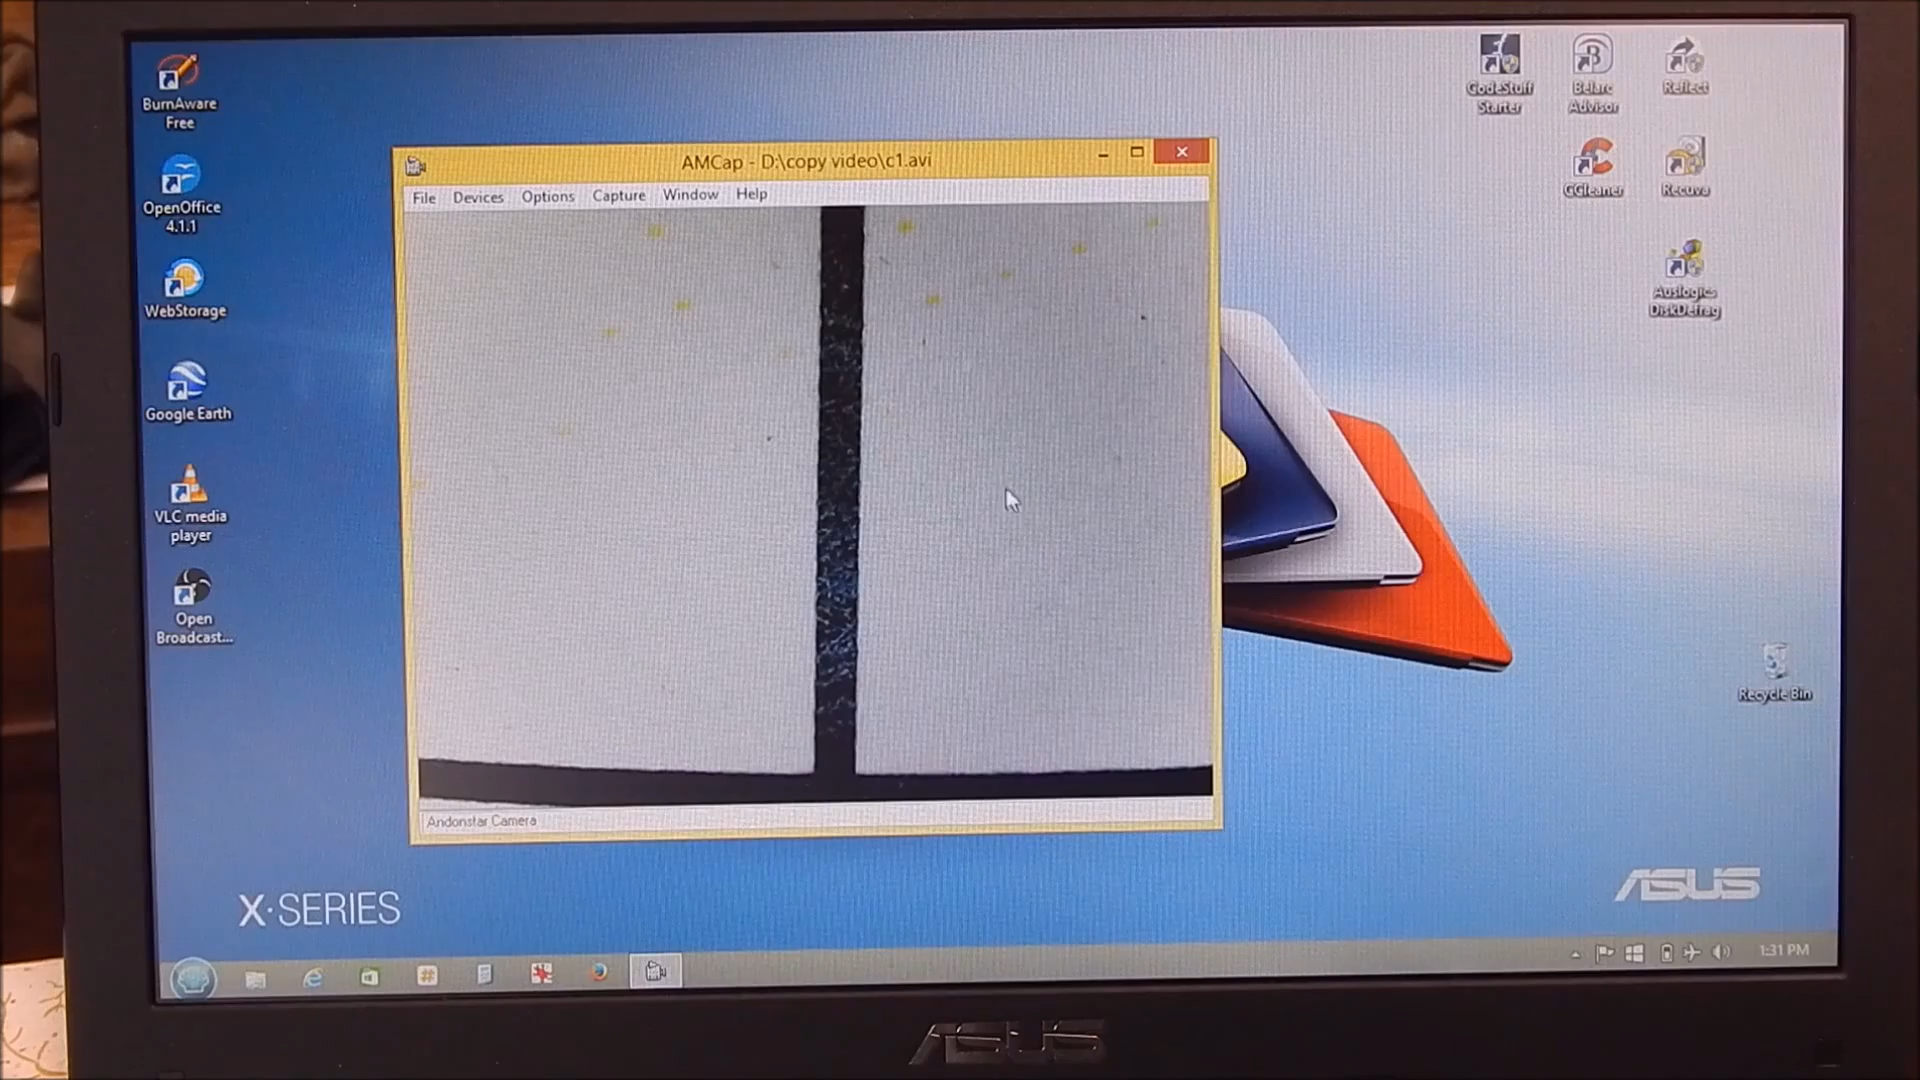 BurnAware
Free
OpenOffice
4.1.1
WebStorage
Google Earth
VLC media
player
Open
Broadcast...
CodeStuff
Starter
Belarc
Advisor
Reflect
CCleaner
Recuva
Auslogics
DiskDefrag
AMCap - D:\copy video\c1.avi
File Devices Options Capture Window Help
Andonstar Camera
Recycle Bin
X·SERIES
ASUS
1:31 PM
ASUS